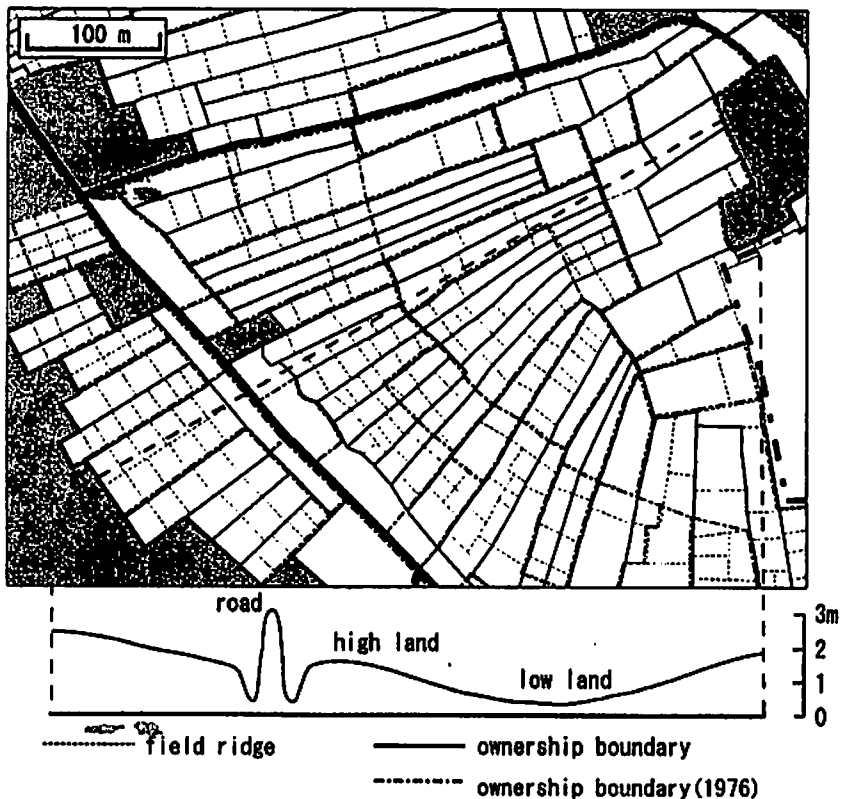 100 m
road
high land
low land
3m
2
1
0
field ridge
ownership boundary
ownership boundary(1976)